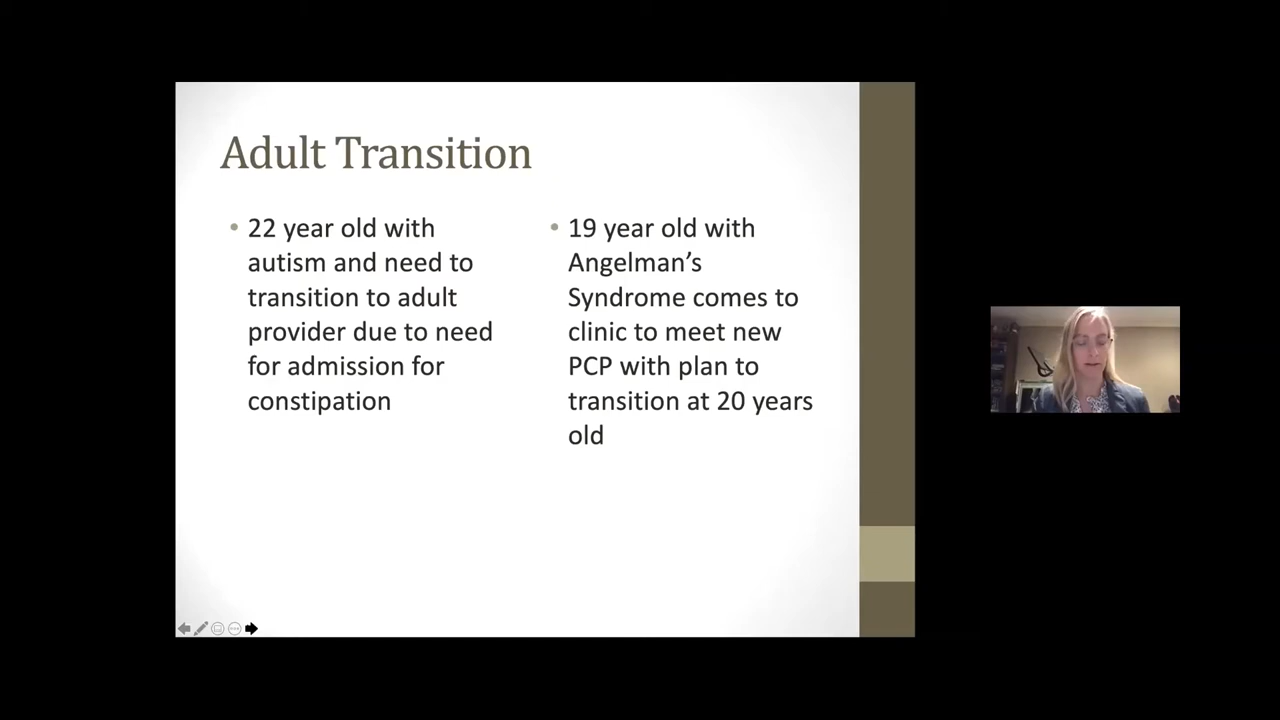 Adult Transition
• 22 year old with
autism and need to
transition to adult
provider due to need
for admission for
constipation
• 19 year old with
Angelman’s
Syndrome comes to
clinic to meet new
PCP with plan to
transition at 20 years
old